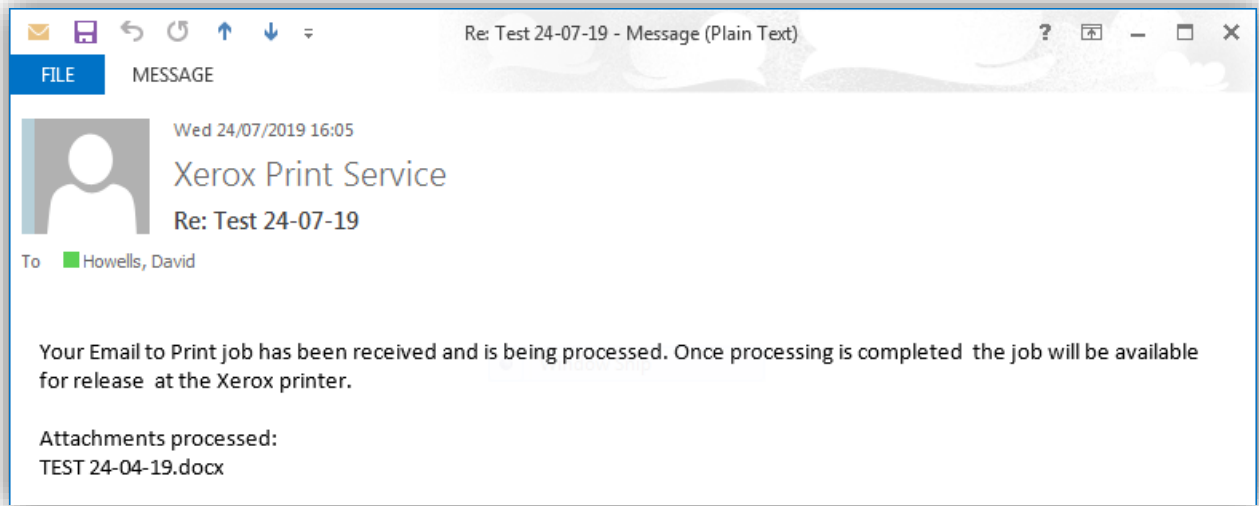 Re: Test 24-07-19 - Message (Plain Text)
?
FILE MESSAGE
Wed 24/07/2019 16:05
Xerox Print Service
Re: Test 24-07-19
To Howells, David
Your Email to Print job has been received and is being processed. Once processing is completed the job will be available
for release at the Xerox printer.
Attachments processed:
TEST 24-04-19.docx